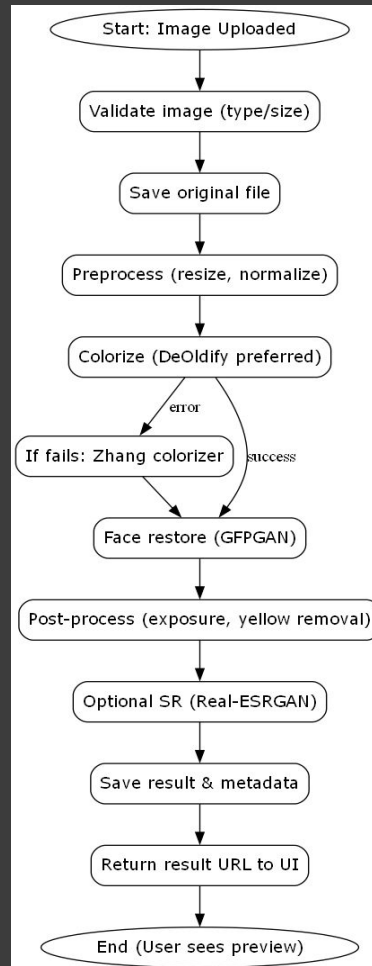 Start: Image Uploaded
Validate image (type/size)
Save original file
Preprocess (resize, normalize)
Colorize (DeOldify preferred)
error
If fails: Zhang colorizer
success
Face restore (GFPGAN)
Post-process (exposure, yellow removal)
Optional SR (Real-ESRGAN)
Save result & metadata
Return result URL to UI
End (User sees preview)